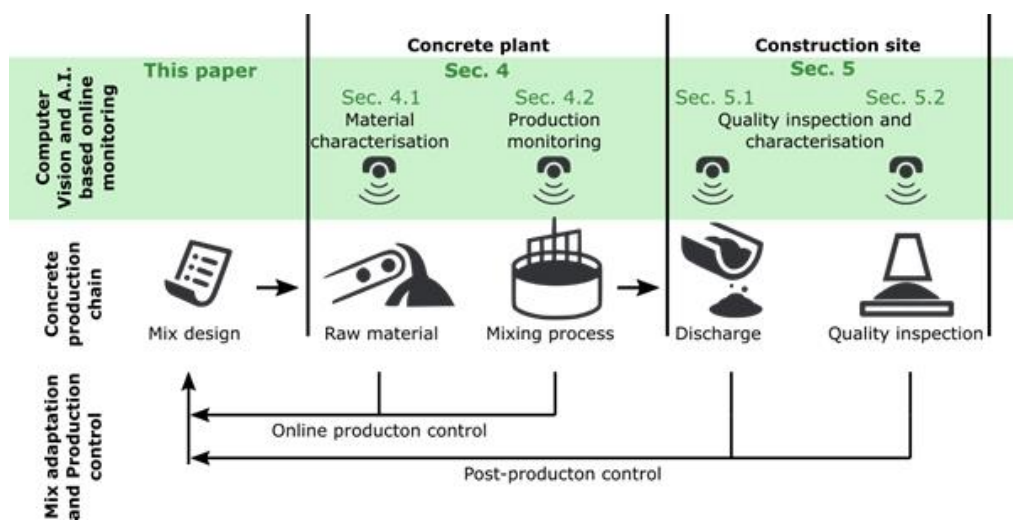 Concrete plant
Construction site
Computer
Vision and A.I.
based online
monitoring
This paper
Sec. 4
Sec. 5
Sec. 4.1
Material
characterisation
Sec. 4.2
Production
monitoring
Sec. 5.1
Sec. 5.2
Quality inspection and
characterisation
Concrete
production
chain
Mix design
Raw material
Mixing process
Discharge
Quality inspection
Mix adaptation
and Production
control
Online producton control
Post-producton control